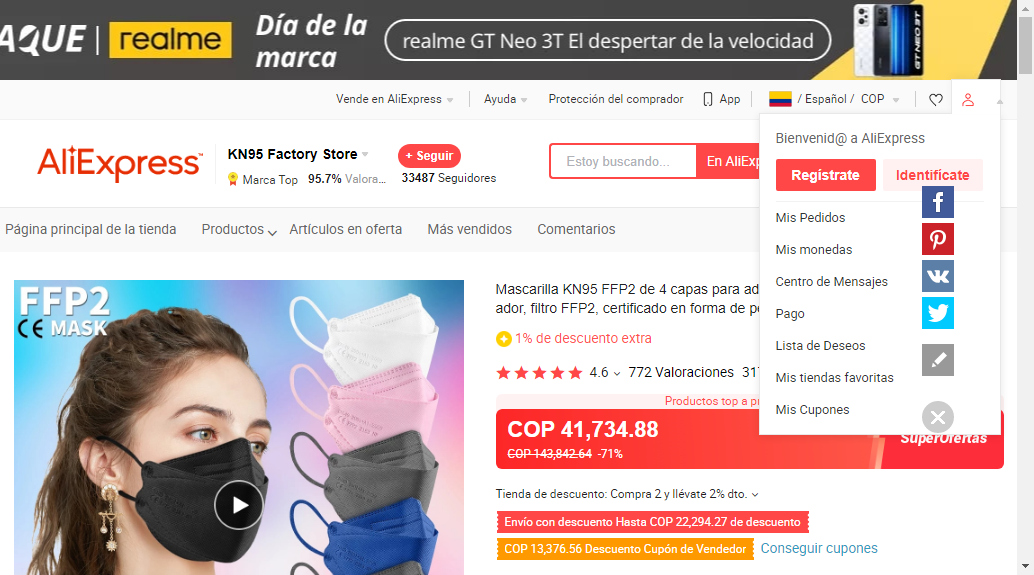 AQUE | realme
Día de la
marca
realme GT Neo 3T El despertar de la velocidad
GT NEO 3T
Vende en AliExpress
Ayuda
Protección del comprador
App
/ Español / COP
AliExpress
KN95 Factory Store
+ Seguir
Marca Top 95.7% Valora...
33487 Seguidores
Estoy buscando...
En AliExp
Bienvenid@ a AliExpress
Regístrate
Identifícate
Mis Pedidos
Mis monedas
Centro de Mensajes
Pago
Lista de Deseos
Mis tiendas favoritas
Mis Cupones
Página principal de la tienda
Productos
Artículos en oferta
Más vendidos
Comentarios
FFP2
CE MASK
Mascarilla KN95 FFP2 de 4 capas para ad
ador, filtro FFP2, certificado en forma de pe
1% de descuento extra
4.6
772 Valoraciones 317
Productos top a pr
COP 41,734.88
COP 143,842.64 -71%
SuperOfertas
Tienda de descuento: Compra 2 y llévate 2% dto.
Envío con descuento Hasta COP 22,294.27 de descuento
COP 13,376.56 Descuento Cupón de Vendedor
Conseguir cupones